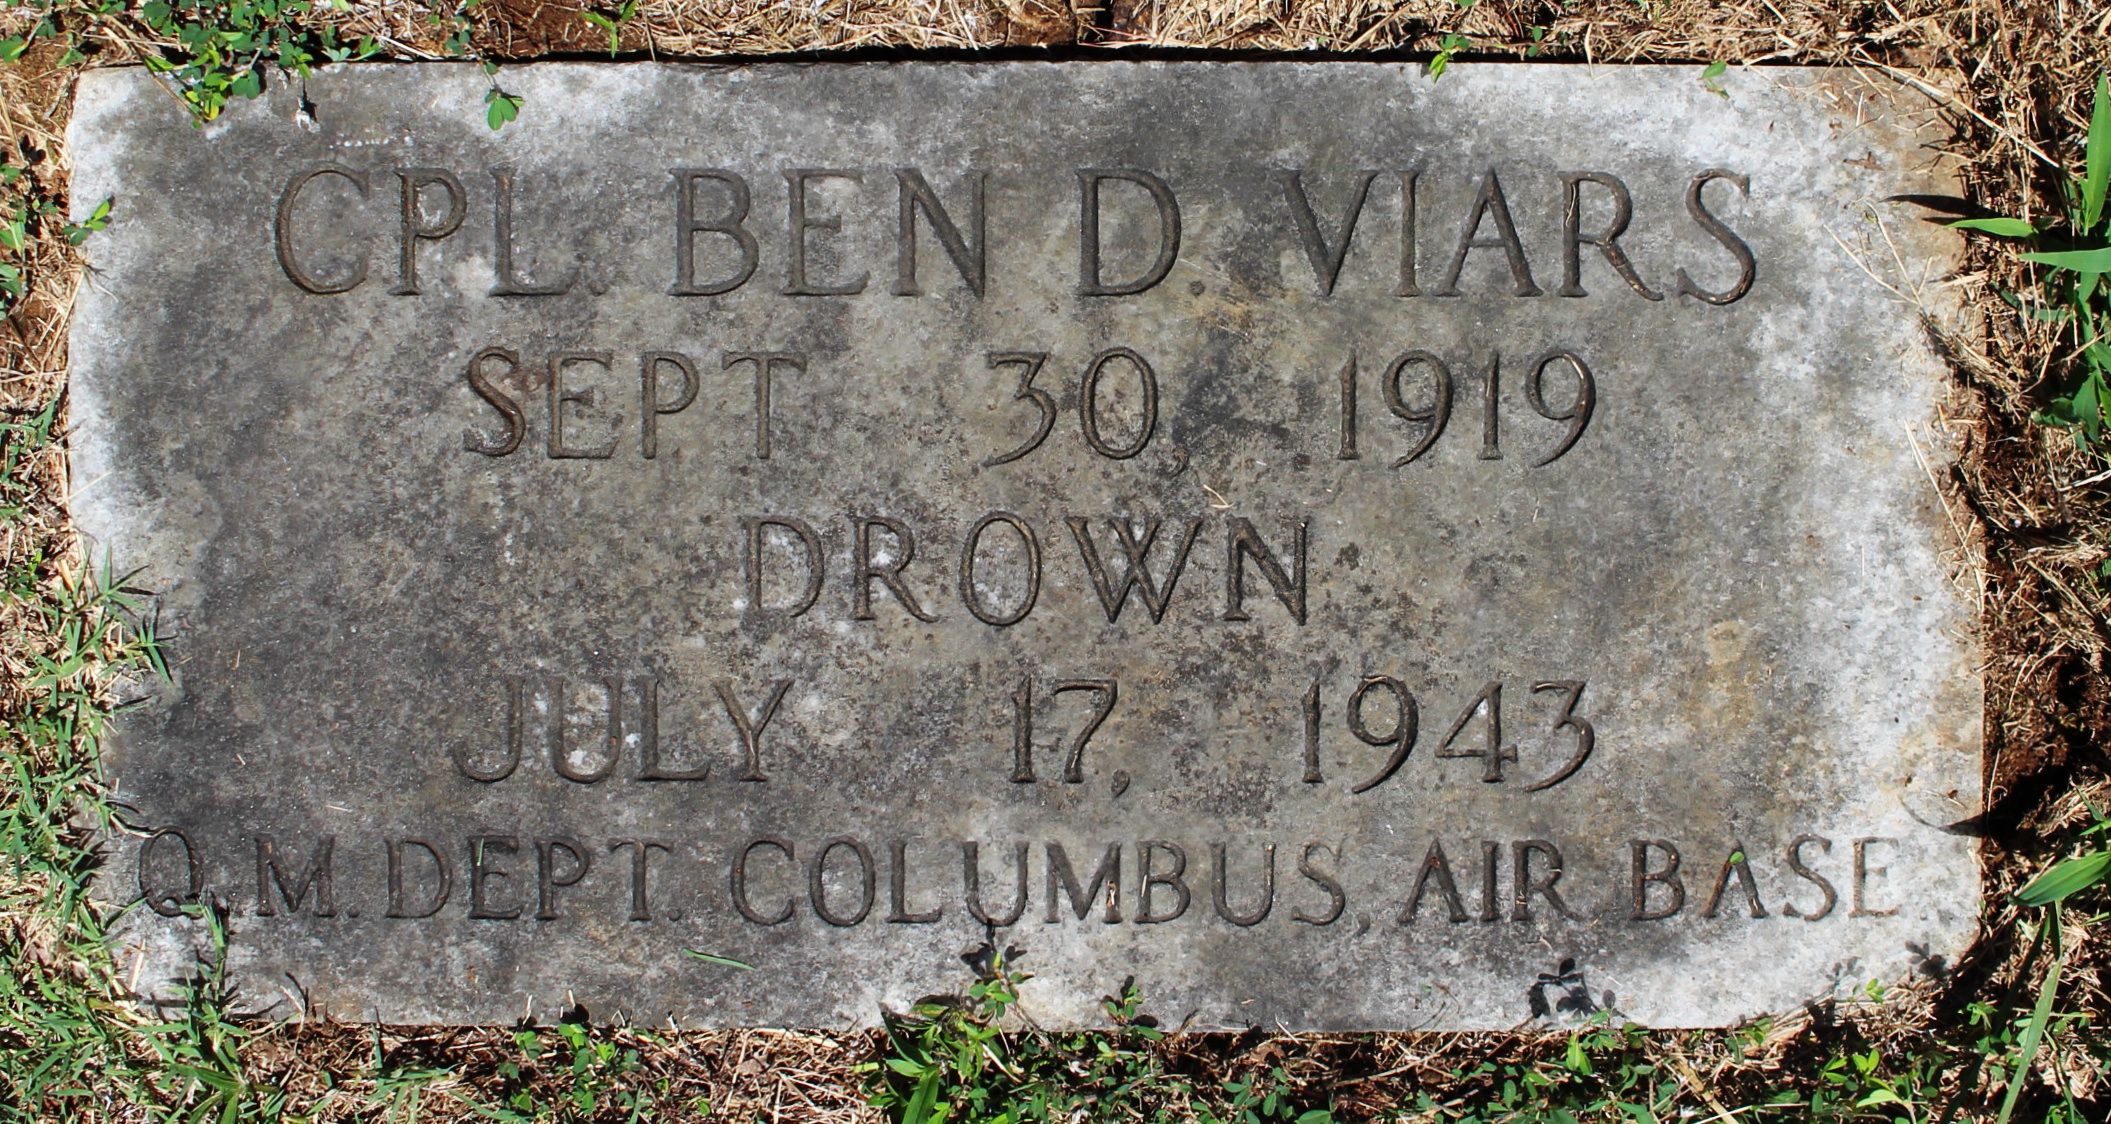 CPL. BEN D. VIARS
SEPT 30, 1919
DROWN
JULY 17, 1943
Q.M. DEPT. COLUMBUS, AIR BASE.